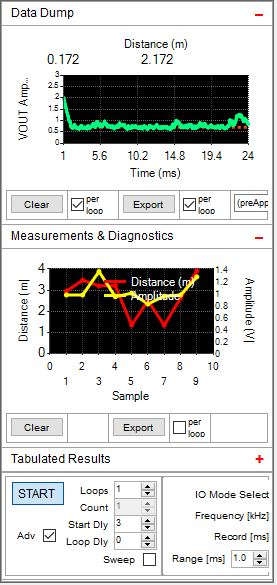 Data Dump
Distance (m)
0.172 2.172
VOUT Amp...
3
2.5
2
1.5
1
0.5
0
1 5.6 10.2 14.8 19.4 24
Time (ms)
Clear per loop Export per loop (preApp
Measurements & Diagnostics
Distance [m]
4
3
2
1
0
Distance (m)
Amplitude
1.4
1.2
1
0.8
0.6
0.4
0.2
0
Amplitude [V]
0 2 4 6 8 10
1 3 5 7 9
Sample
Clear Export per loop
Tabulated Results
START Loops 1
Count 1
IO Mode Select
Start Dly 3
Frequency [kHz]
Adv Loop Dly 0
Record [ms]
Sweep
Range [ms] 1.0